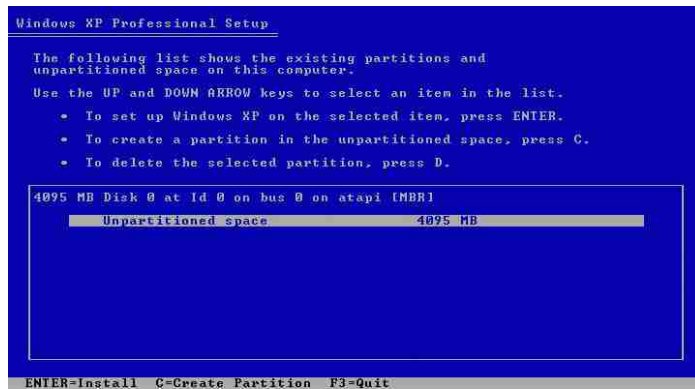 Windows XP Professional Setup
The following list shows the existing partitions and
unpartitioned space on this computer.
Use the UP and DOWN ARROW keys to select an item in the list.
• To set up Windows XP on the selected item, press ENTER.
• To create a partition in the unpartitioned space, press C.
• To delete the selected partition, press D.
4095 MB Disk 0 at Id 0 on bus 0 on atapi [MBR]
Unpartitioned space 4095 MB
ENTER=Install C=Create Partition F3=Quit